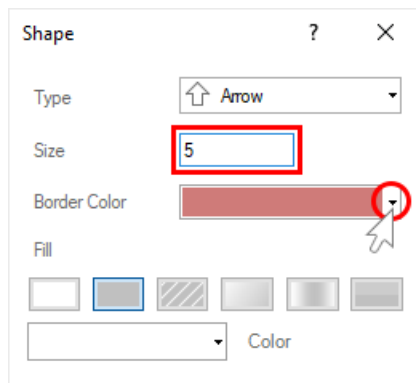 Shape ? ×
Type Arrow
Size 5
Border Color
Fill
Color